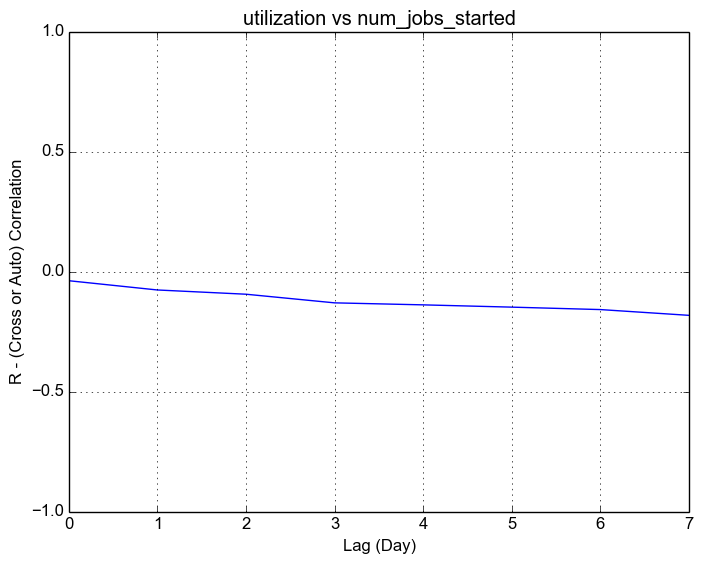 utilization vs num_jobs_started
R - (Cross or Auto) Correlation
1.0
0.5
0.0
−0.5
−1.0
0 1 2 3 4 5 6 7
Lag (Day)